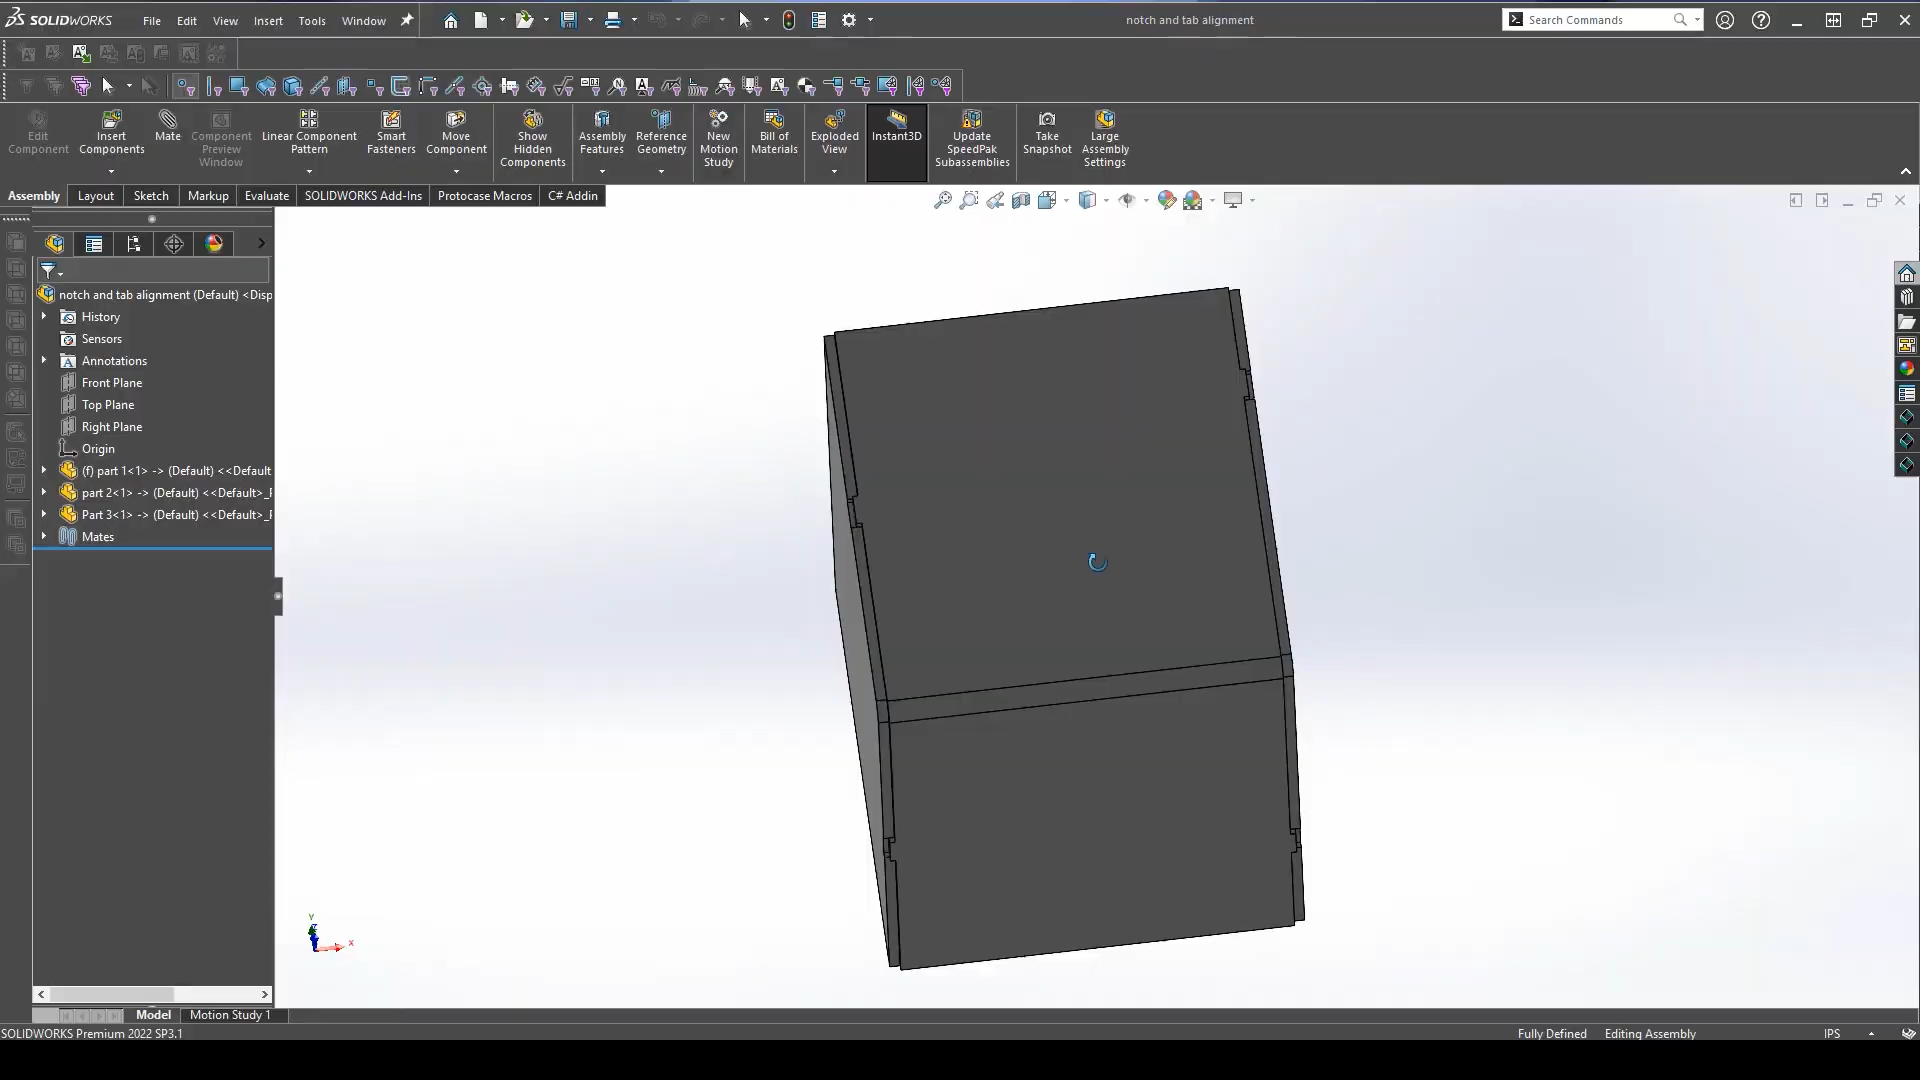 SOLIDWORKS File Edit View Insert Tools Window notch and tab alignment Search Commands
Edit Component
Insert Components
Mate
Component Preview Window
Linear Component Pattern
Smart Fasteners
Move Component
Show Hidden Components
Assembly Features
Reference Geometry
New Motion Study
Bill of Materials
Exploded View
Instant3D
Update SpeedPak Subassemblies
Take Snapshot
Large Assembly Settings
Assembly Layout Sketch Markup Evaluate SOLIDWORKS Add-Ins Protocase Macros C# Addin
notch and tab alignment (Default) <Disp
History
Sensors
Annotations
Front Plane
Top Plane
Right Plane
Origin
(f) part 1<1> -> (Default) <<Default
part 2<1> -> (Default) <<Default>_
Part 3<1> -> (Default) <<Default>_
Mates
Y
X
Model Motion Study 1
SOLIDWORKS Premium 2022 SP3.1 Fully Defined Editing Assembly IPS